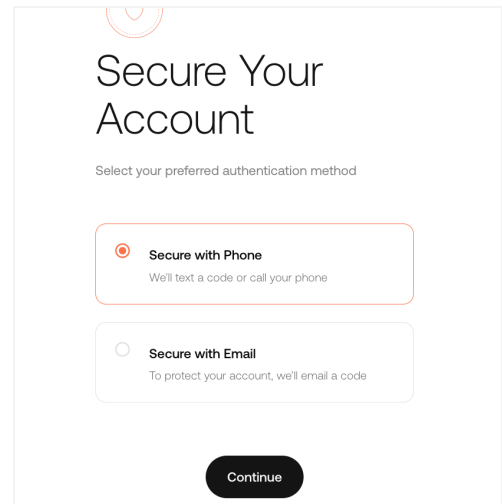 Secure Your
Account
Select your preferred authentication method
Secure with Phone
We'll text a code or call your phone
Secure with Email
To protect your account, we'll email a code
Continue